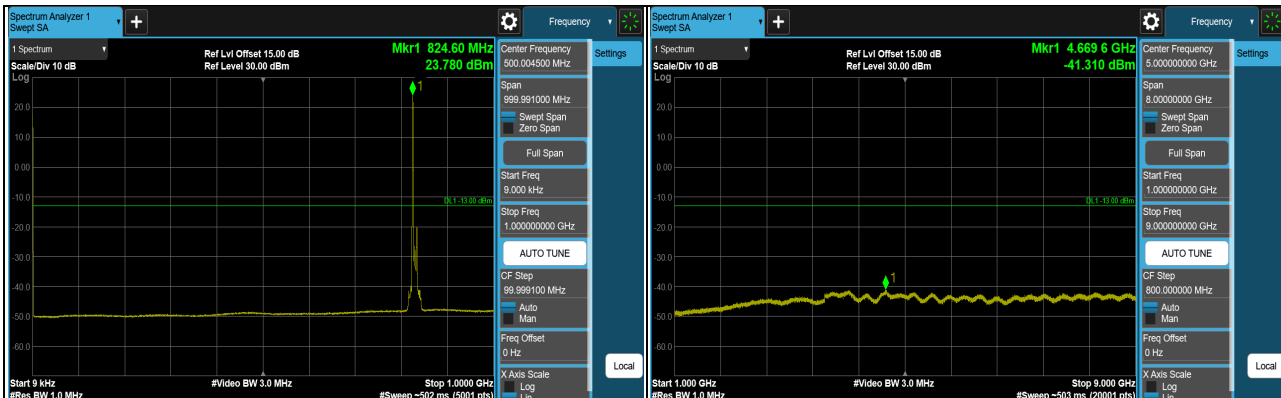 Spectrum Analyzer 1
Swept SA
Frequency
1 Spectrum
Scale/Div 10 dB
Ref Lvl Offset 15.00 dB
Ref Level 30.00 dBm
Mkr1 824.60 MHz
23.780 dBm
Log
20.0
10.0
0.00
-10.0
-20.0
-30.0
-40.0
-50.0
-60.0
1
DL1 -13.00 dBm
Start 9 kHz
#Res BW 1.0 MHz
#Video BW 3.0 MHz
Stop 1.0000 GHz
#Sweep ~502 ms (5001 pts)
Center Frequency
500.004500 MHz
Settings
Span
999.991000 MHz
Swept Span
Zero Span
Full Span
Start Freq
9.000 kHz
Stop Freq
1.000000000 GHz
AUTO TUNE
CF Step
99.999100 MHz
Auto
Man
Freq Offset
0 Hz
X Axis Scale
Log
Lin
Local
Spectrum Analyzer 1
Swept SA
Frequency
1 Spectrum
Scale/Div 10 dB
Ref Lvl Offset 15.00 dB
Ref Level 30.00 dBm
Mkr1 4.669 6 GHz
-41.310 dBm
Log
20.0
10.0
0.00
-10.0
-20.0
-30.0
-40.0
-50.0
-60.0
1
DL1 -13.00 dBm
Start 1.000 GHz
#Res BW 1.0 MHz
#Video BW 3.0 MHz
Stop 9.000 GHz
#Sweep ~503 ms (20001 pts)
Center Frequency
5.00000000 GHz
Settings
Span
8.00000000 GHz
Swept Span
Zero Span
Full Span
Start Freq
1.000000000 GHz
Stop Freq
9.000000000 GHz
AUTO TUNE
CF Step
800.000000 MHz
Auto
Man
Freq Offset
0 Hz
X Axis Scale
Log
Lin
Local